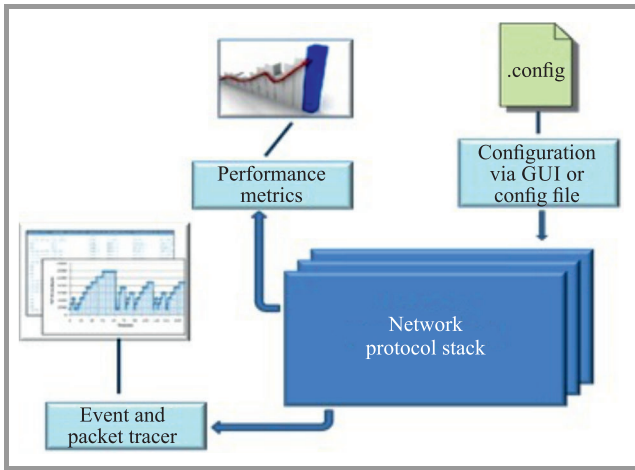 .config
Performance
metrics
Configuration
via GUI or
config file
Network
protocol stack
Event and
packet tracer